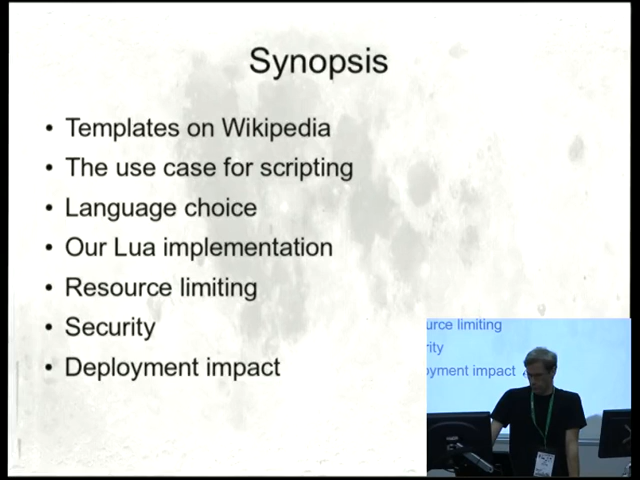 Synopsis
• Templates on Wikipedia
• The use case for scripting
• Language choice
• Our Lua implementation
• Resource limiting
• Security
• Deployment impact
urce limiting
rity
oyment impact